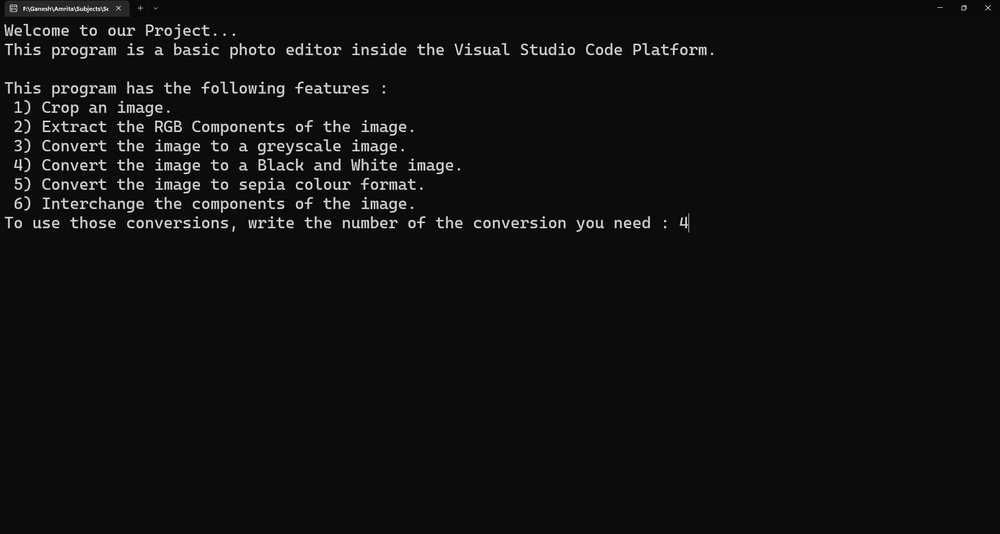 F:\Ganesh\Amrita\Subjects\Se
Welcome to our Project...
This program is a basic photo editor inside the Visual Studio Code Platform.
This program has the following features :
1) Crop an image.
2) Extract the RGB Components of the image.
3) Convert the image to a greyscale image.
4) Convert the image to a Black and White image.
5) Convert the image to sepia colour format.
6) Interchange the components of the image.
To use those conversions, write the number of the conversion you need : 4